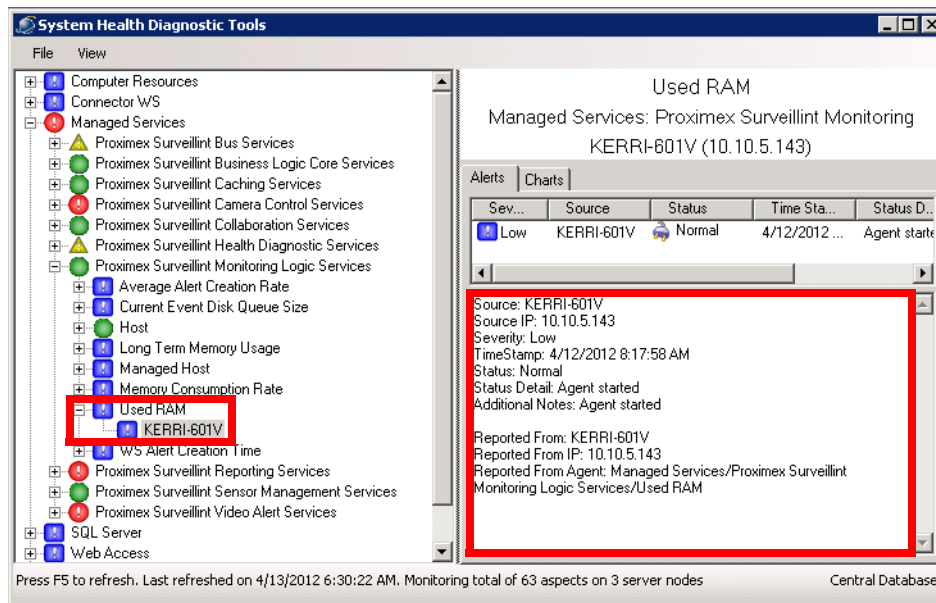 System Health Diagnostic Tools
File View
Computer Resources
Connector WS
Managed Services
Proximex Surveillint Bus Services
Proximex Surveillint Business Logic Core Services
Proximex Surveillint Caching Services
Proximex Surveillint Camera Control Services
Proximex Surveillint Collaboration Services
Proximex Surveillint Health Diagnostic Services
Proximex Surveillint Monitoring Logic Services
Average Alert Creation Rate
Current Event Disk Queue Size
Host
Long Term Memory Usage
Managed Host
Memory Consumption Rate
Used RAM
KERRI-601V
WS Alert Creation Time
Proximex Surveillint Reporting Services
Proximex Surveillint Sensor Management Services
Proximex Surveillint Video Alert Services
SQL Server
Web Access
Used RAM
Managed Services: Proximex Surveillint Monitoring
KERRI-601V (10.10.5.143)
Alerts Charts
Sev... Source Status Time Sta... Status D...
Low KERRI-601V Normal 4/12/2012 ... Agent starte
Source: KERRI-601V
Source IP: 10.10.5.143
Severity: Low
TimeStamp: 4/12/2012 8:17:58 AM
Status: Normal
Status Detail: Agent started
Additional Notes: Agent started
Reported From: KERRI-601V
Reported From IP: 10.10.5.143
Reported From Agent: Managed Services/Proximex Surveillint
Monitoring Logic Services/Used RAM
Press F5 to refresh. Last refreshed on 4/13/2012 6:30:22 AM. Monitoring total of 63 aspects on 3 server nodes Central Database